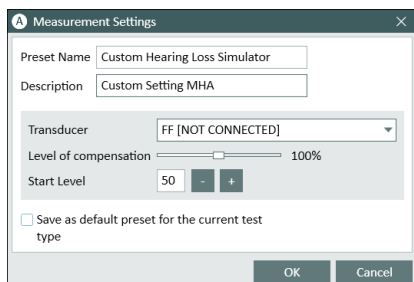 A Measurement Settings
Preset Name Custom Hearing Loss Simulator
Description Custom Setting MHA
Transducer FF [NOT CONNECTED]
Level of compensation 100%
Start Level 50 - +
Save as default preset for the current test
type
OK Cancel